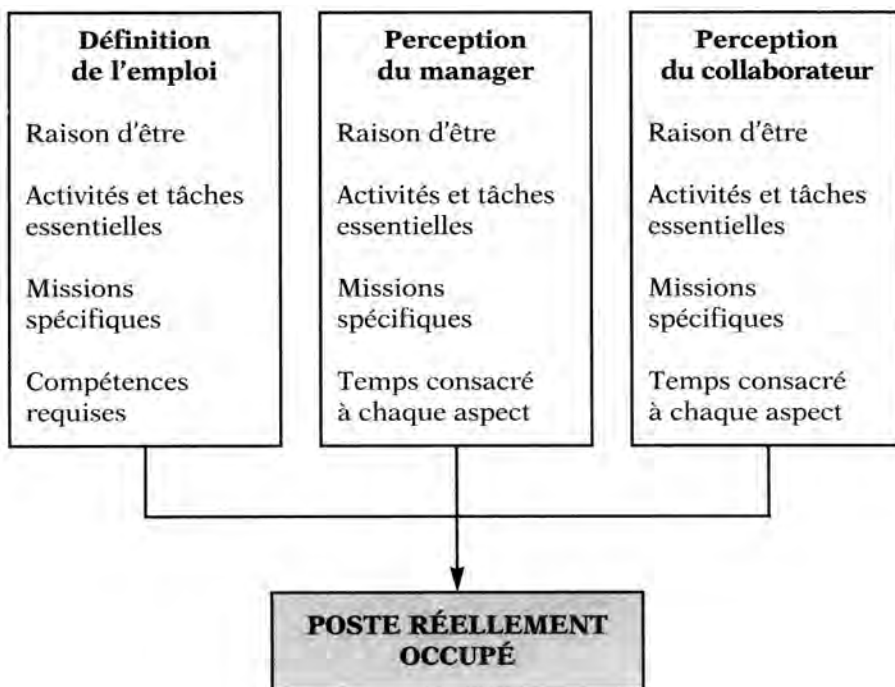 Définition
de l'emploi
Raison d'être
Activités et tâches
essentielles
Missions
spécifiques
Compétences
requises
Perception
du manager
Raison d'être
Activités et tâches
essentielles
Missions
spécifiques
Temps consacré
à chaque aspect
Perception
du collaborateur
Raison d'être
Activités et tâches
essentielles
Missions
spécifiques
Temps consacré
à chaque aspect
POSTE RÉELLEMENT
OCCUPÉ